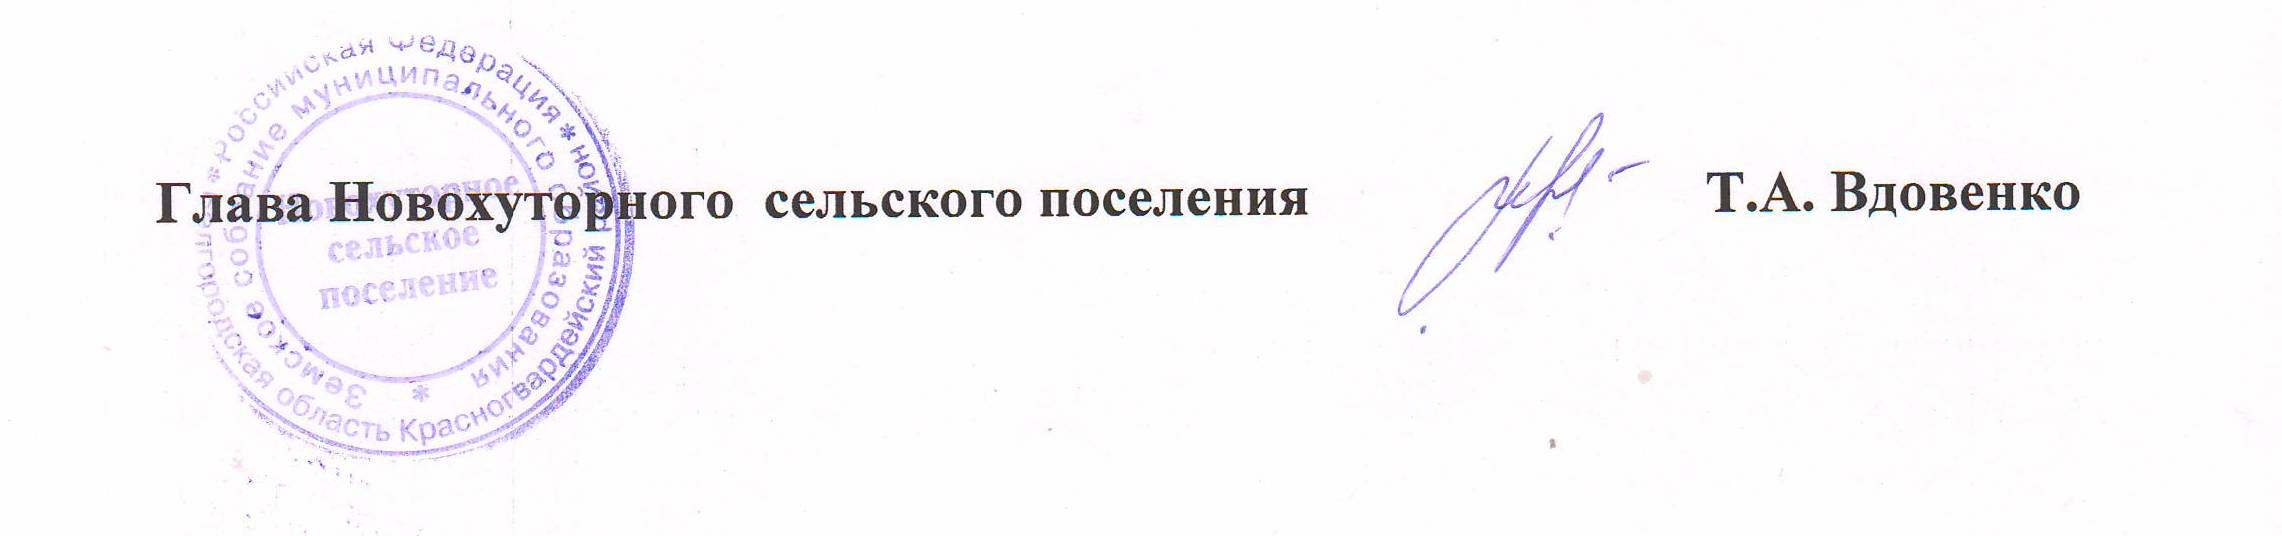 Российская Федерация * Белгородская область Красногвардейский район *
Земское собрание муниципального образования *
Новохуторное
сельское
поселение
Глава Новохуторного сельского поселения Т.А. Вдовенко